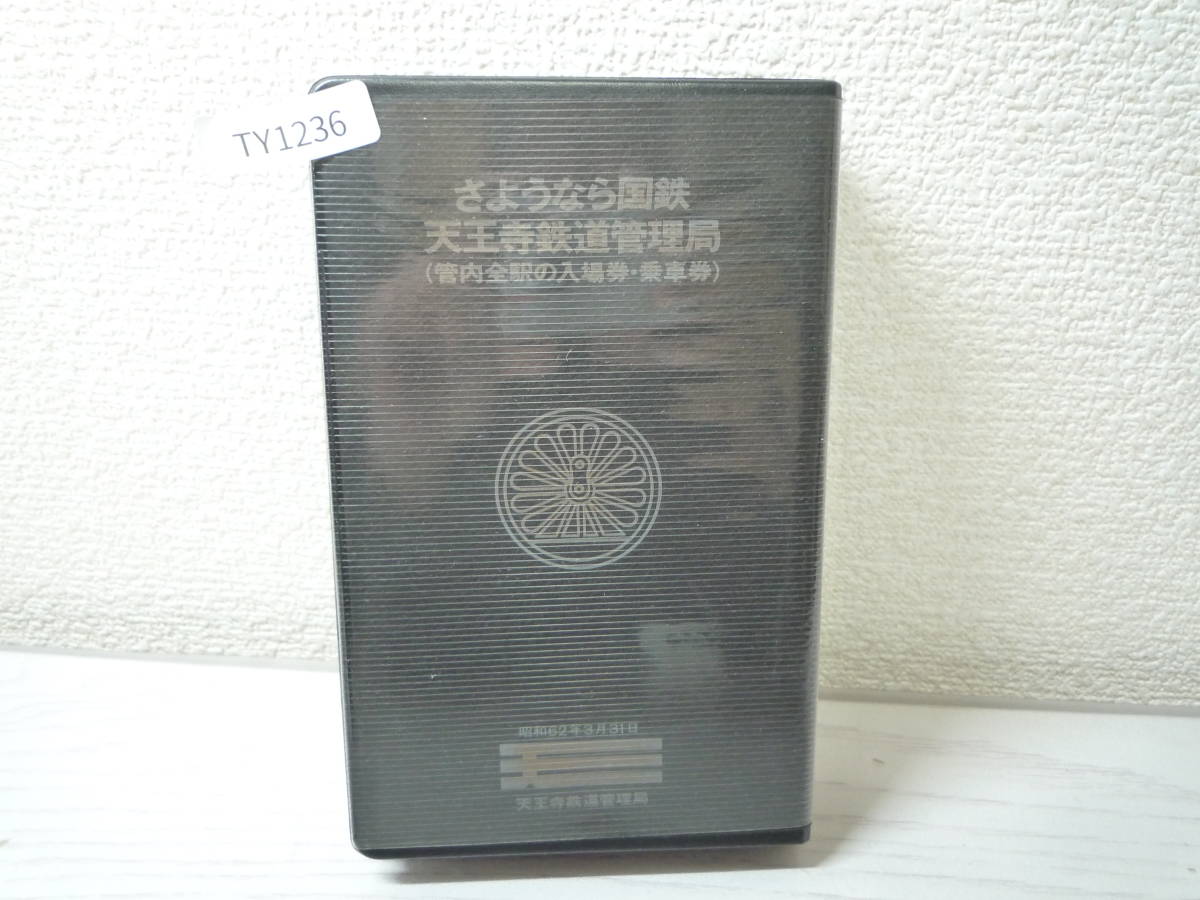 TY1236
さようなら国鉄
天王寺鉄道管理局
(管内全駅の入場券・乗車券)
昭和62年3月31日
天王寺鉄道管理局